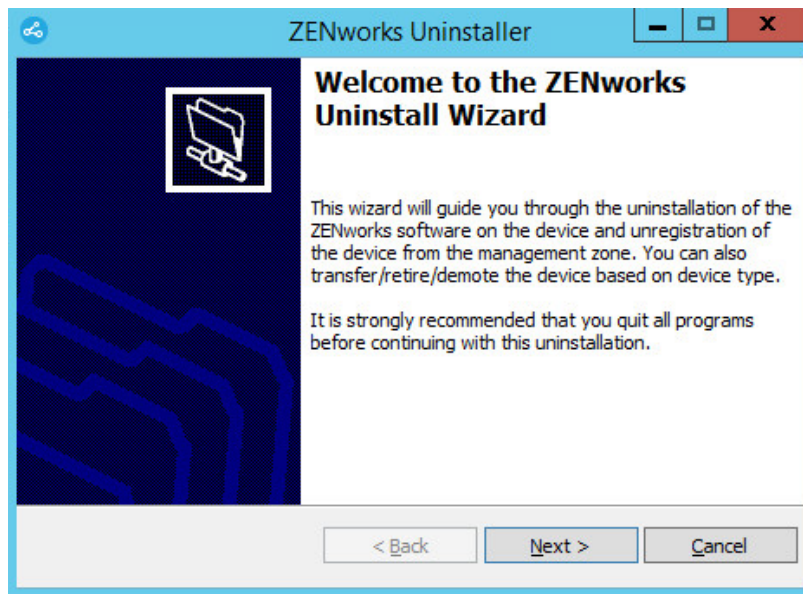 ZENworks Uninstaller
Welcome to the ZENworks
Uninstall Wizard
This wizard will guide you through the uninstallation of the
ZENworks software on the device and unregistration of
the device from the management zone. You can also
transfer/retire/demote the device based on device type.
It is strongly recommended that you quit all programs
before continuing with this uninstallation.
< Back
Next >
Cancel